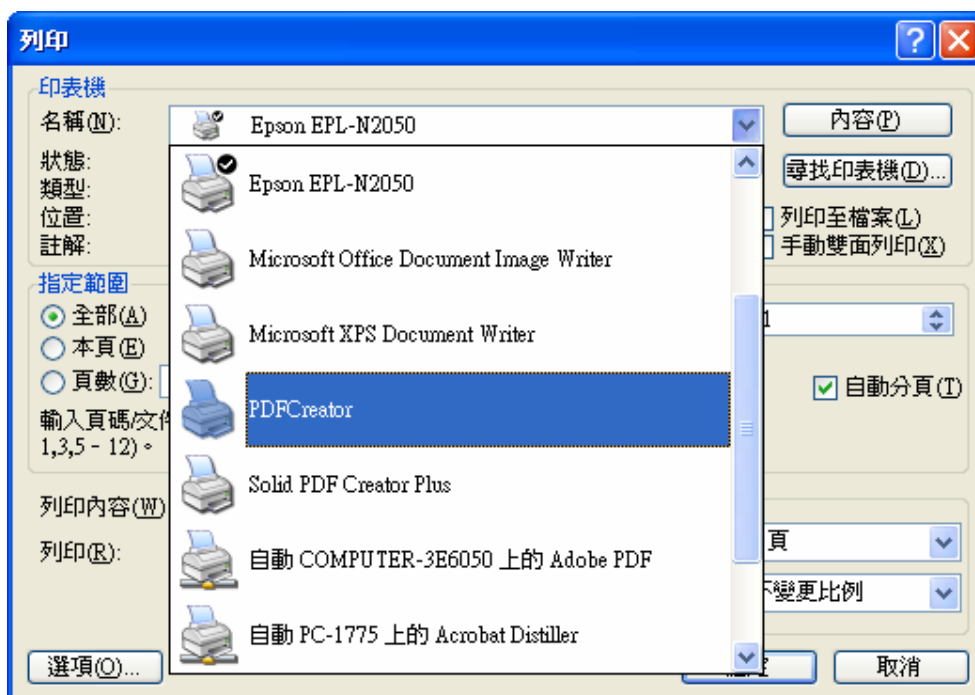 列印
印表機
名稱(N):
Epson EPL-N2050
內容(P)
狀態:
Epson EPL-N2050
尋找印表機(D)...
類型:
位置:
列印至檔案(L)
註解:
Microsoft Office Document Image Writer
手動雙面列印(X)
指定範圍
全部(A)
1
Microsoft XPS Document Writer
本頁(E)
頁數(G):
PDFCreator
自動分頁(T)
輸入頁碼/文
1,3,5 - 12)。
Solid PDF Creator Plus
列印內容(W)
列印(R):
自動 COMPUTER-3E6050 上的 Adobe PDF
頁
變更比例
自動 PC-1775 上的 Acrobat Distiller
選項(O)...
取消